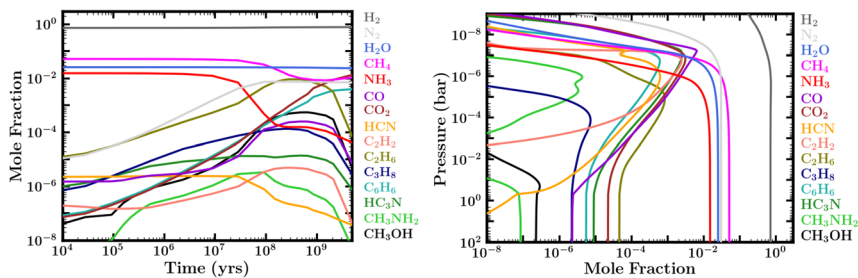 10⁰
10⁻²
10⁻⁴
10⁻⁶
10⁻⁸
Mole Fraction
10⁴ 10⁵ 10⁶ 10⁷ 10⁸ 10⁹
Time (yrs)
H₂
N₂
H₂O
CH₄
NH₃
CO
CO₂
HCN
C₂H₂
C₂H₆
C₃H₈
C₆H₆
HC₃N
CH₃NH₂
CH₃OH
10⁻⁸
10⁻⁶
10⁻⁴
10⁻²
10⁰
10²
Pressure (bar)
10⁻⁸ 10⁻⁶ 10⁻⁴ 10⁻² 10⁰
Mole Fraction
H₂
N₂
H₂O
CH₄
NH₃
CO
CO₂
HCN
C₂H₂
C₂H₆
C₃H₈
C₆H₆
HC₃N
CH₃NH₂
CH₃OH